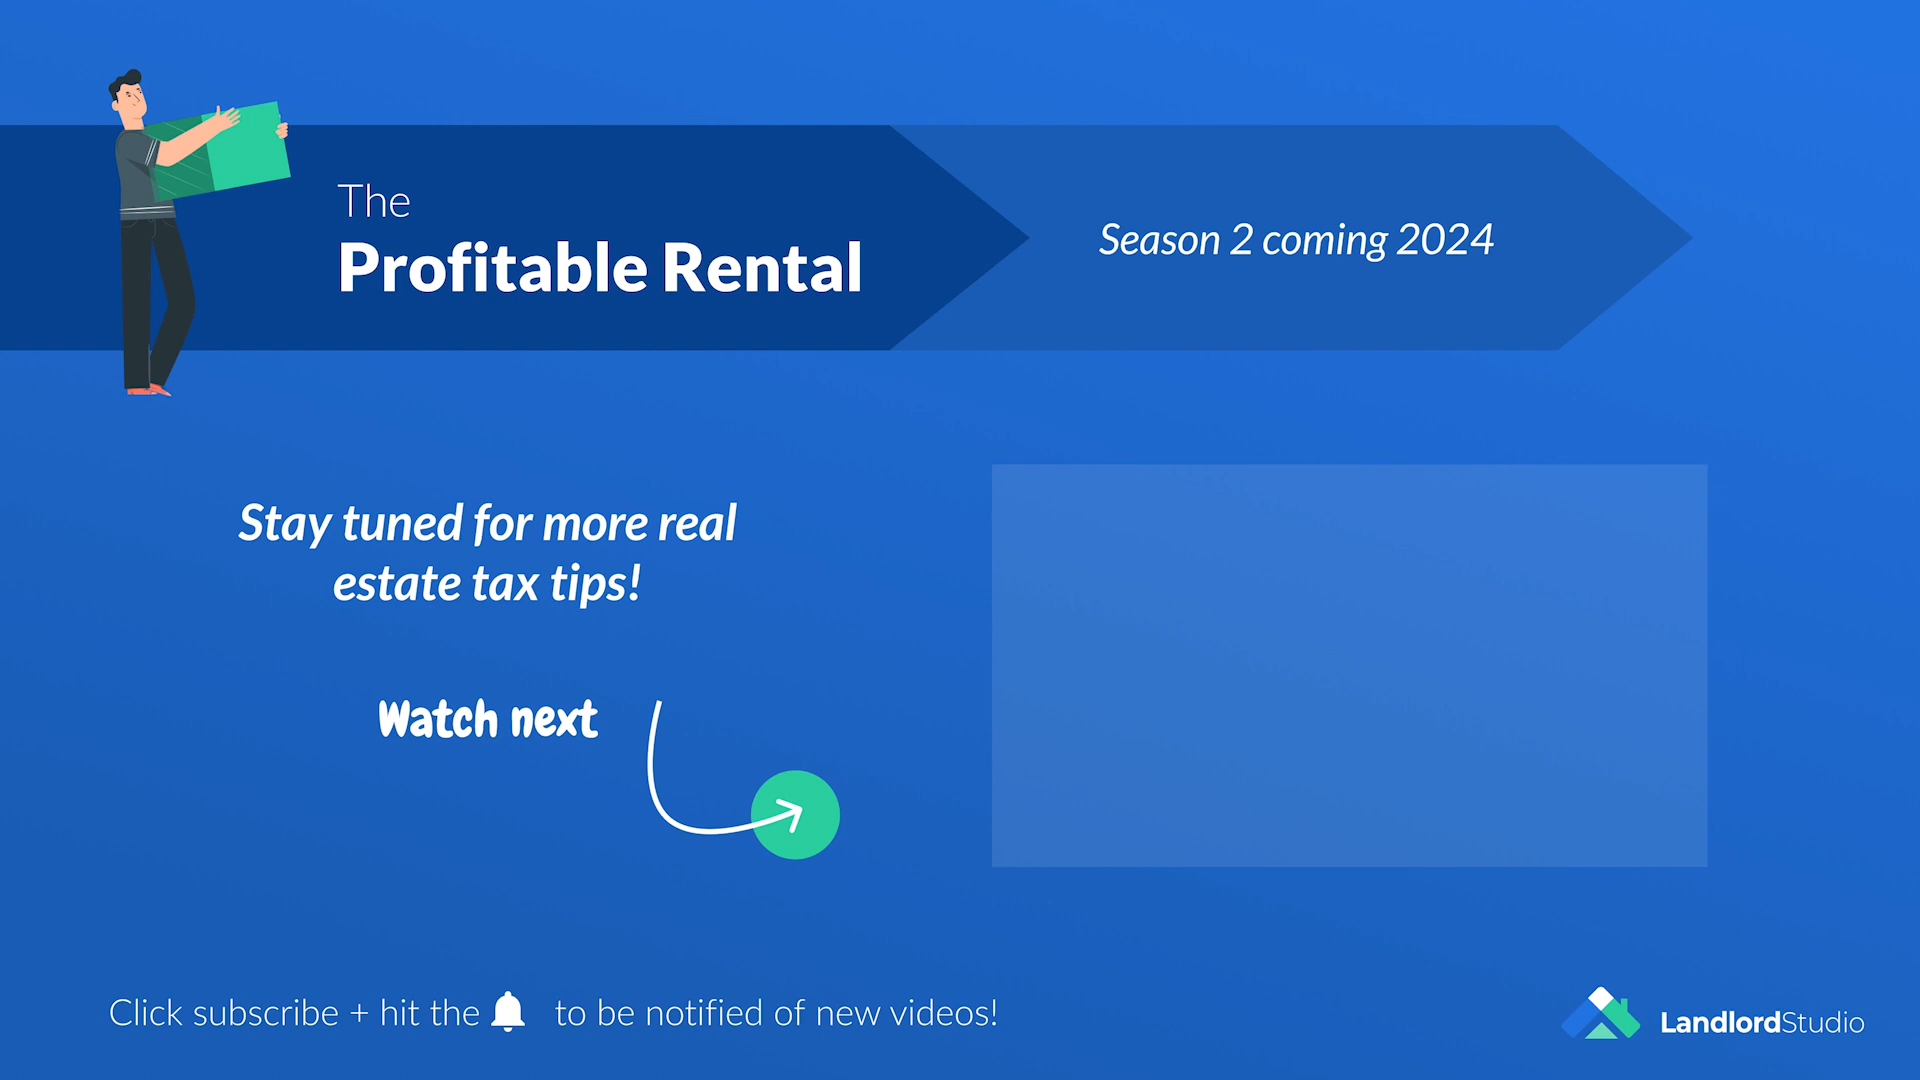 The
Profitable Rental
Season 2 coming 2024
Stay tuned for more real
estate tax tips!
Watch next
Click subscribe + hit the to be notified of new videos!
LandlordStudio